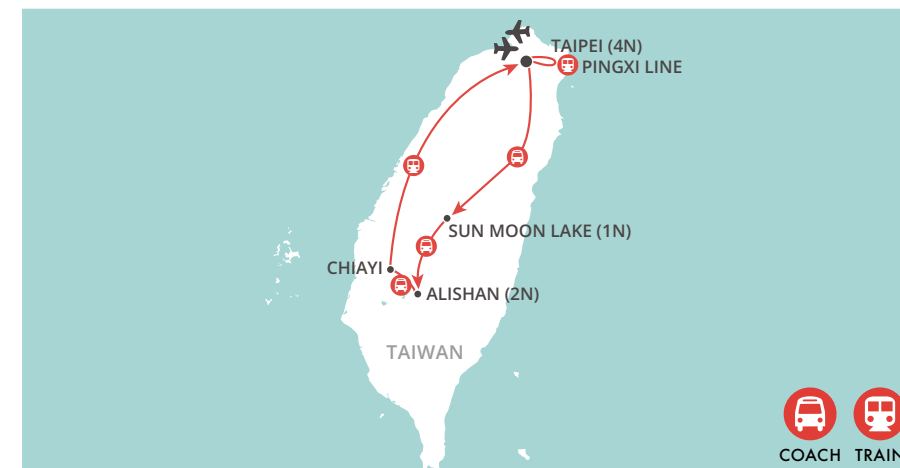 TAIPEI (4N)
PINGXI LINE
SUN MOON LAKE (1N)
CHIAYI
ALISHAN (2N)
TAIWAN
COACH TRAIN